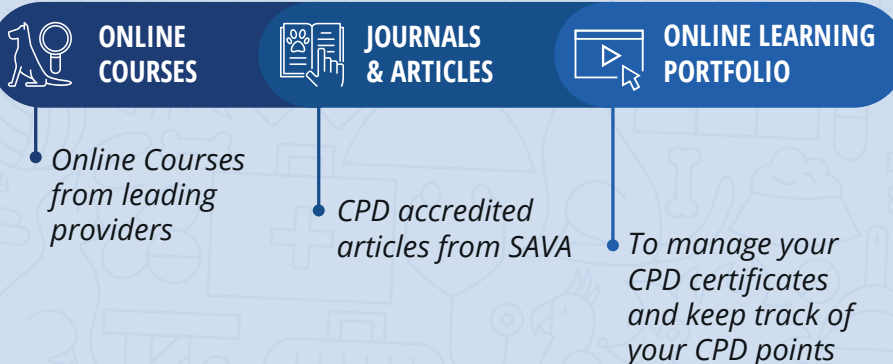 ONLINE
COURSES
JOURNALS
& ARTICLES
ONLINE LEARNING
PORTFOLIO
Online Courses
from leading
providers
CPD accredited
articles from SAVA
To manage your
CPD certificates
and keep track of
your CPD points